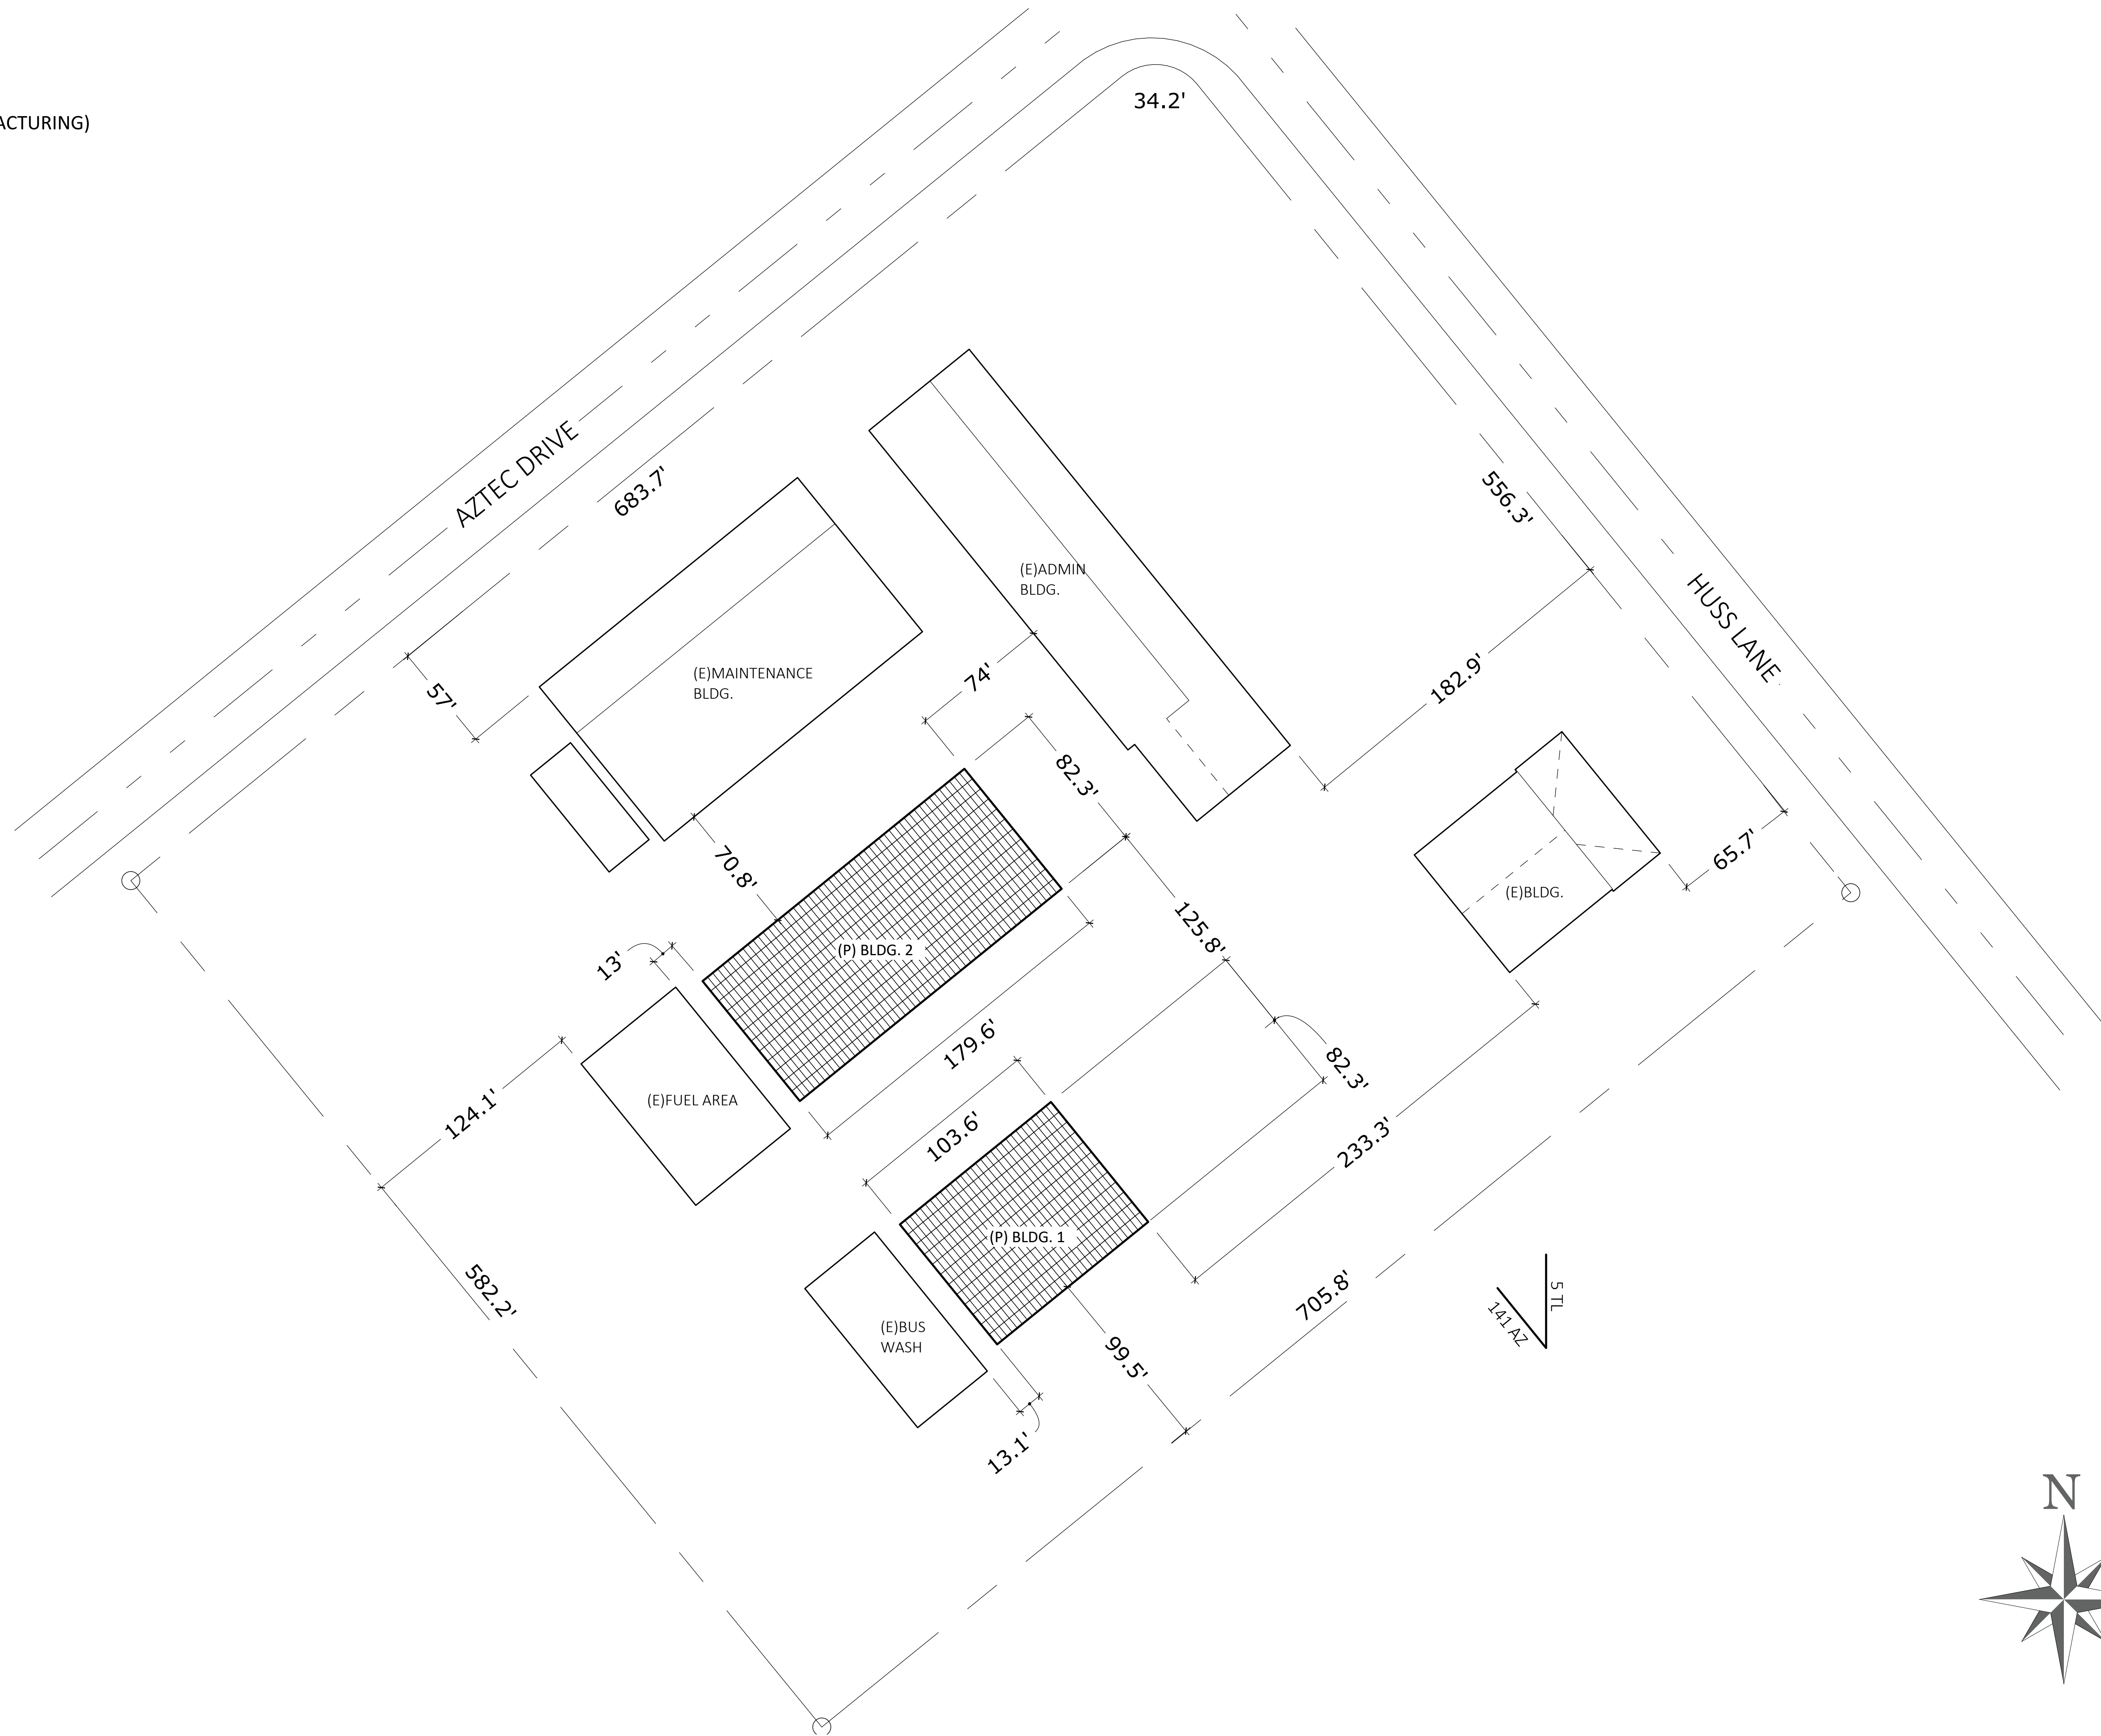 34.2'
ACTURING)
AZTEC DRIVE
683.7'
556.3'
(E)ADMIN
BLDG.
HUSS LANE
57'
(E)MAINTENANCE
BLDG.
74'
182.9'
82.3'
70.8'
65.7'
(E)BLDG.
125.8'
(P) BLDG. 2
13'
179.6'
82.3'
(E)FUEL AREA
124.1'
103.6'
233.3'
(P) BLDG. 1
582.2'
705.8'
5 TL
141 AZ
(E)BUS
WASH
99.5'
13.1'
N